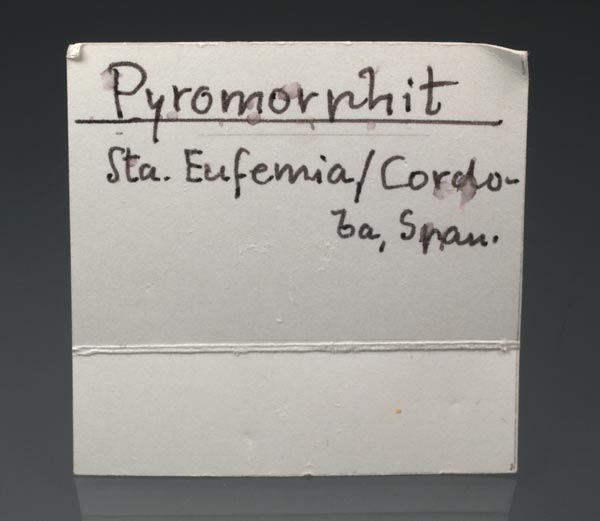 Pyromorphit
Sta. Eufemia/Cordo-
ba, Span.